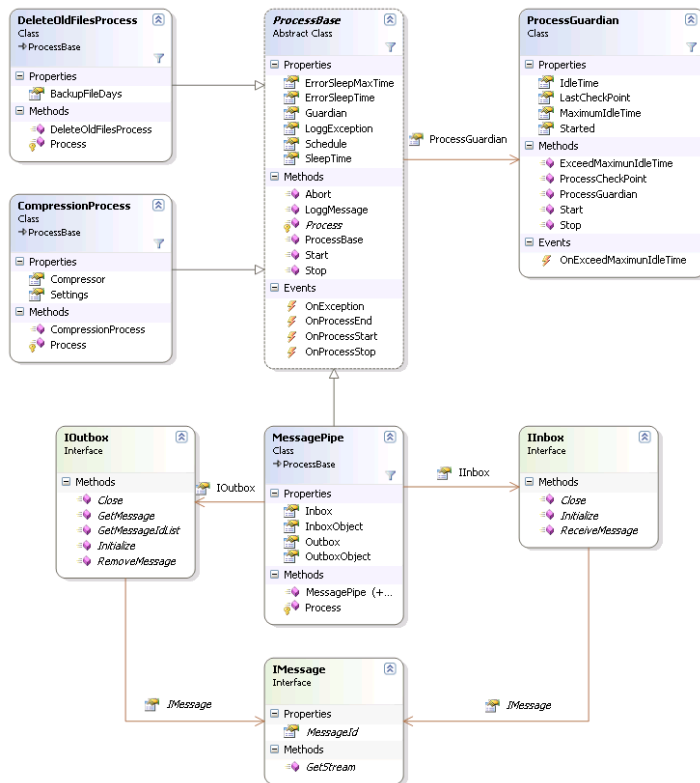 DeleteOldFilesProcess
Class
ProcessBase
Properties
BackupFileDays
Methods
DeleteOldFilesProcess
Process
ProcessBase
Abstract Class
Properties
ErrorSleepMaxTime
ErrorSleepTime
Guardian
LoggException
Schedule
SleepTime
Methods
Abort
LoggMessage
Process
ProcessBase
Start
Stop
Events
OnException
OnProcessEnd
OnProcessStart
OnProcessStop
ProcessGuardian
ProcessGuardian
Class
Properties
IdleTime
LastCheckPoint
MaximumIdleTime
Started
Methods
ExceedMaximunIdleTime
ProcessCheckPoint
ProcessGuardian
Start
Stop
Events
OnExceedMaximunIdleTime
CompressionProcess
Class
ProcessBase
Properties
Compressor
Settings
Methods
CompressionProcess
Process
IOutbox
Interface
Methods
Close
GetMessage
GetMessageIdList
Initialize
RemoveMessage
IOutbox
MessagePipe
Class
ProcessBase
Properties
Inbox
InboxObject
Outbox
OutboxObject
Methods
MessagePipe (+...
Process
IInbox
IInbox
Interface
Methods
Close
Initialize
ReceiveMessage
IMessage
IMessage
Interface
Properties
MessageId
Methods
GetStream
IMessage